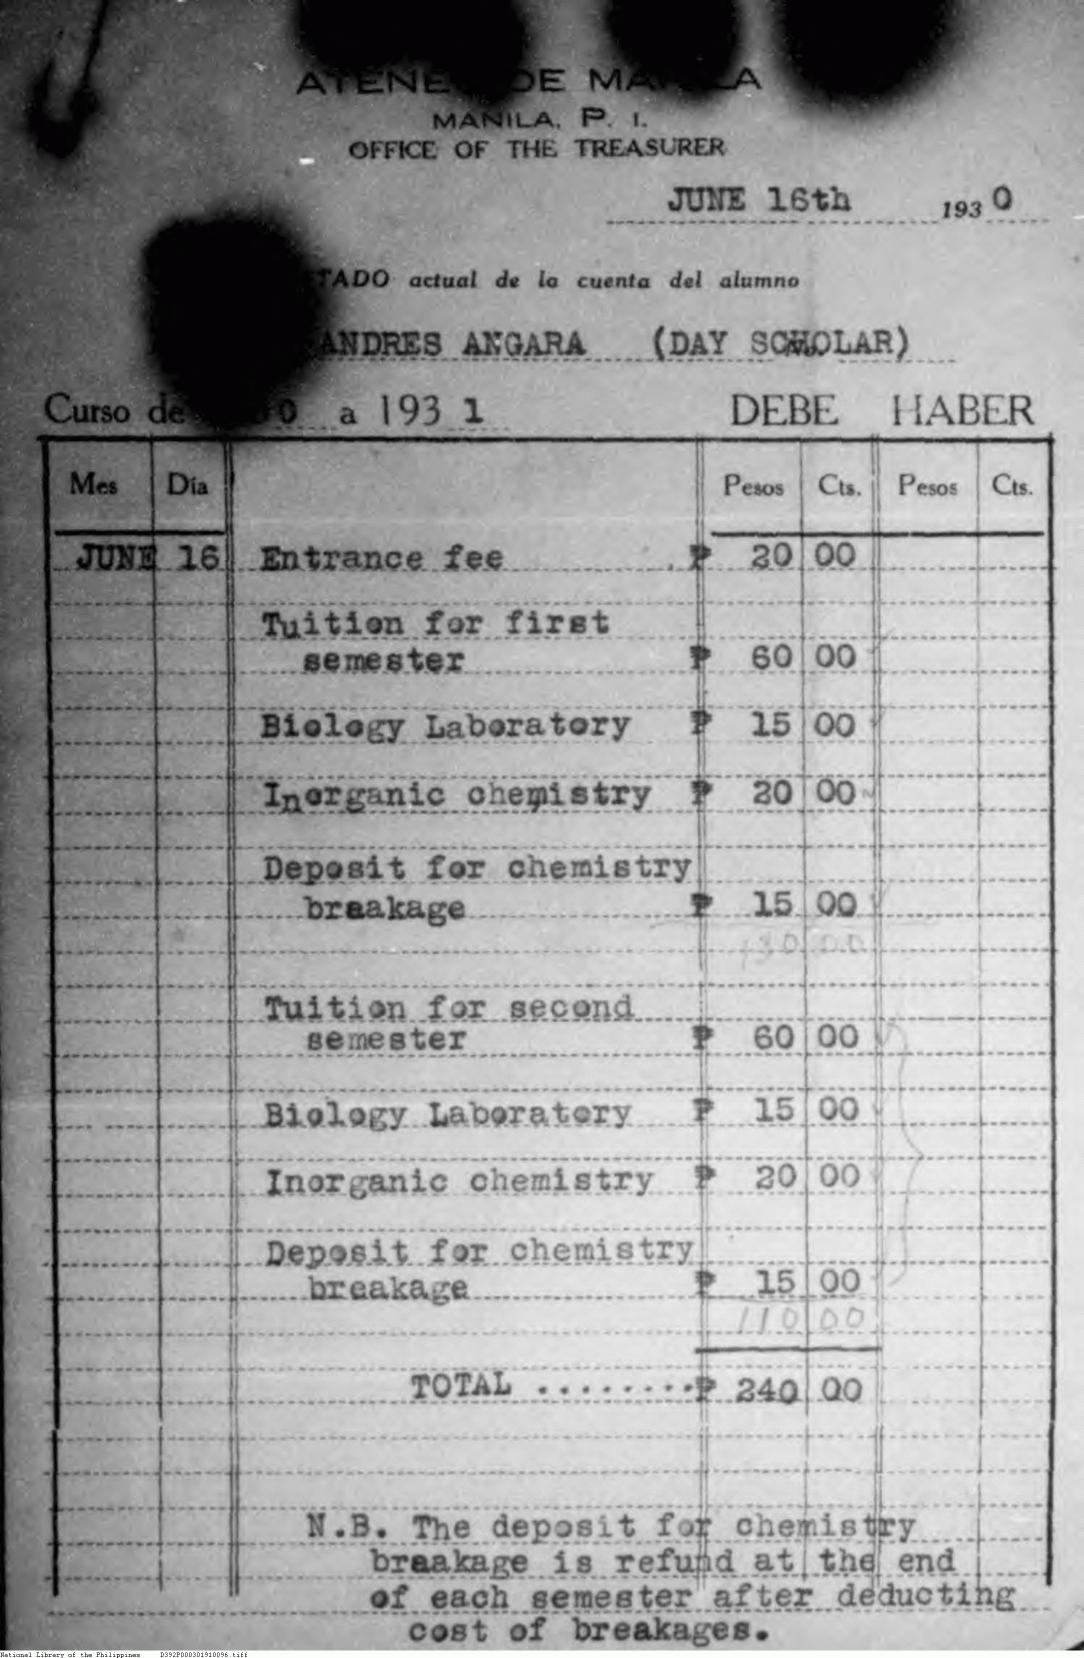 ATENE DE MANILA
MANILA, P. I.
OFFICE OF THE TREASURER
JUNE 16th 1930
TADO actual de la cuenta del alumno
ANDRES ANGARA (DAY SCHOLAR)
Curso de 0 a 1931 DEBE HABER
Mes Día Pesos Cts. Pesos Cts.
JUNE 16 Entrance fee ₱ 20 00
Tuition for first
semester ₱ 60 00
Biology Laboratory ₱ 15 00
Inorganic chemistry ₱ 20 00
Deposit for chemistry
braakage ₱ 15 00
130 00
Tuition for second
semester ₱ 60 00
Biology Laboratory ₱ 15 00
Inorganic chemistry ₱ 20 00
Deposit for chemistry
breakage ₱ 15 00
110 00
TOTAL ........₱ 240 00
N.B. The deposit for chemistry
braakage is refund at the end
of each semester after deducting
cost of breakages.
National Library of the Philippines D392P000301910096.tiff